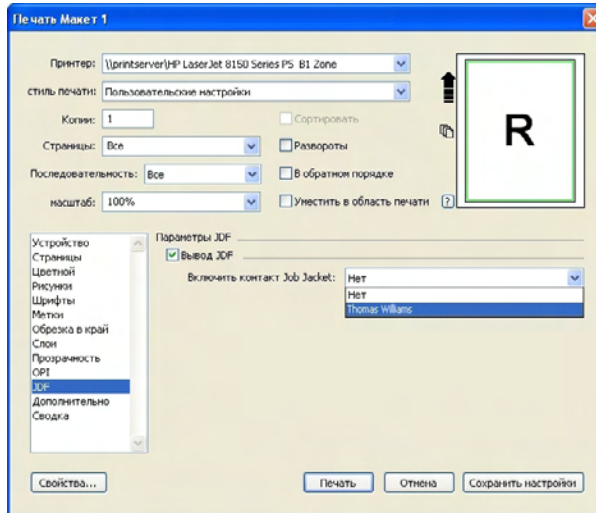 Печать Макет 1
Принтер: \\printserver\HP LaserJet 8150 Series PS B1 Zone
стиль печати: Пользовательские настройки
Копии: 1 Сортировать
Страницы: Все Развороты
Последовательность: Все В обратном порядке
масштаб: 100% Уместить в область печати ?
R
Устройство
Страницы
Цветной
Рисунки
Шрифты
Метки
Обрезка в край
Слои
Прозрачность
OPI
JDF
Дополнительно
Сводка
Параметры JDF
Вывод JDF
Включить контакт Job Jacket: Нет
Нет
Thomas Williams
Свойства... Печать Отмена Сохранить настройки